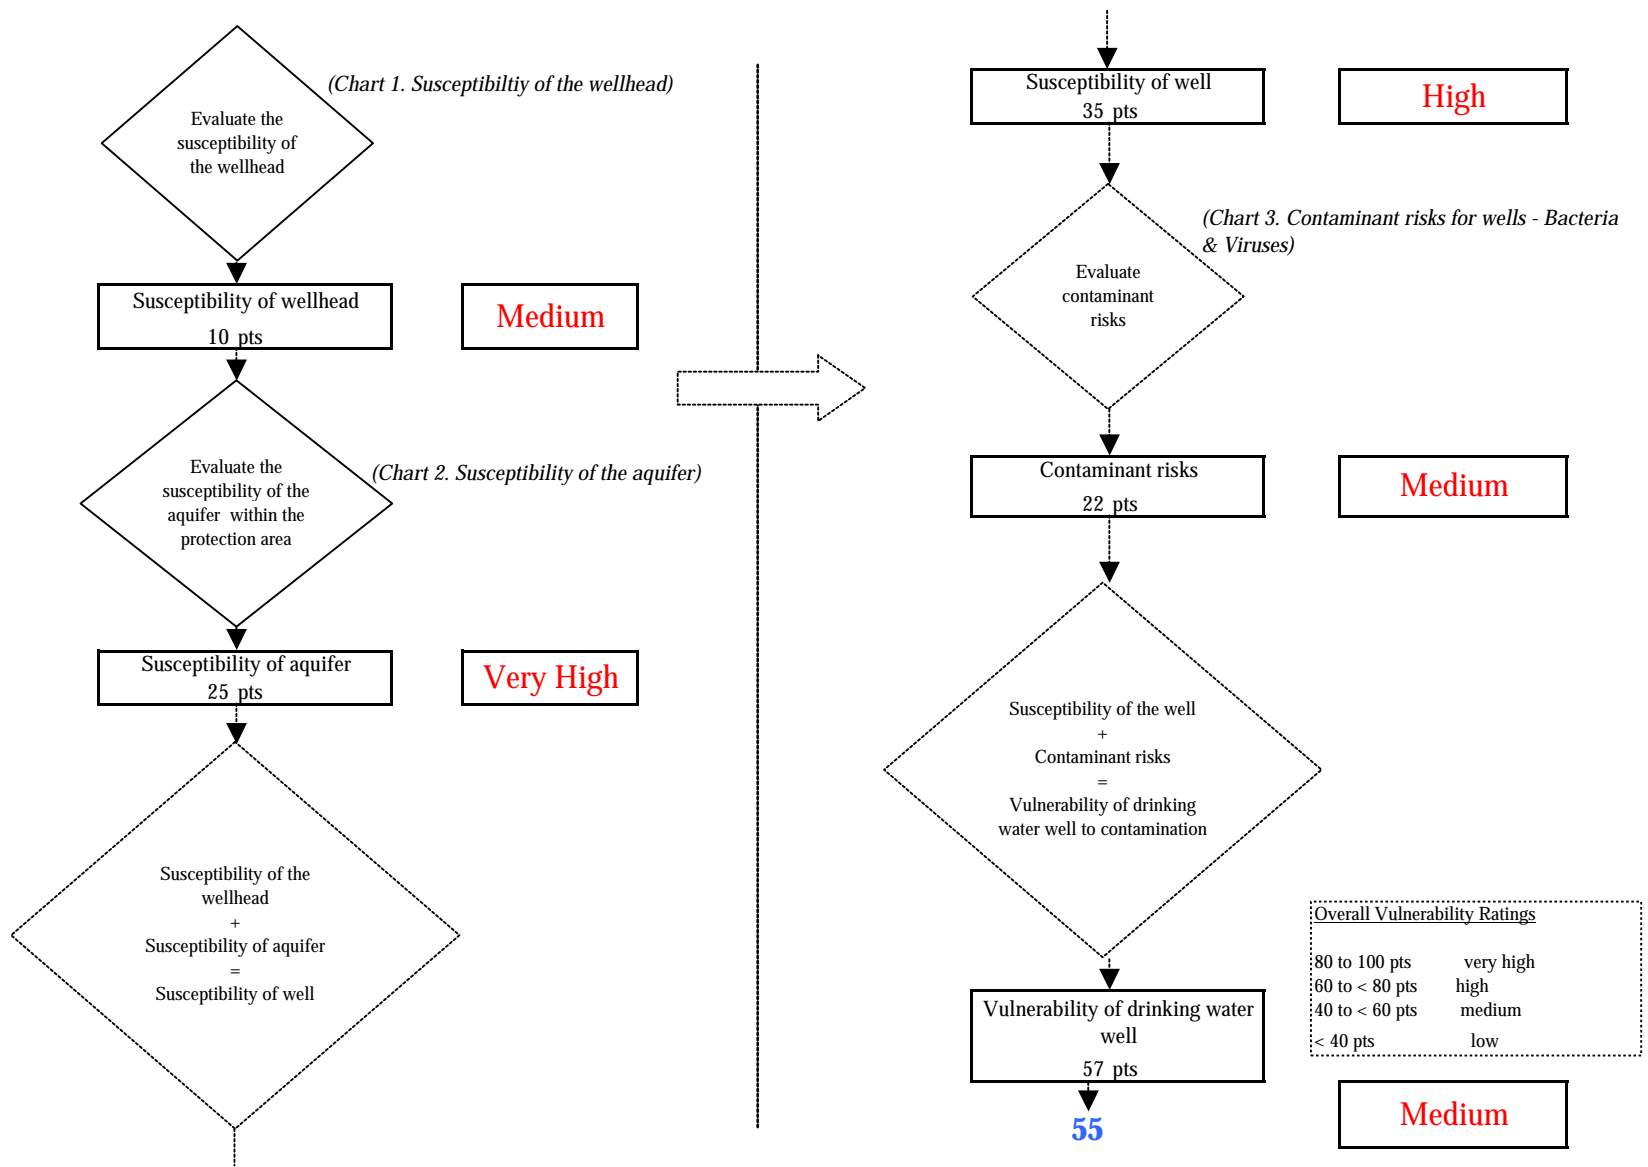 (Chart 1. Susceptibiltiy of the wellhead)
Evaluate the
susceptibility of
the wellhead
Susceptibility of wellhead
10 pts
Medium
(Chart 2. Susceptibility of the aquifer)
Evaluate the
susceptibility of the
aquifer within the
protection area
Susceptibility of aquifer
25 pts
Very High
Susceptibility of the
wellhead
+
Susceptibility of aquifer
=
Susceptibility of well
Susceptibility of well
35 pts
High
(Chart 3. Contaminant risks for wells - Bacteria
& Viruses)
Evaluate
contaminant
risks
Contaminant risks
22 pts
Medium
Susceptibility of the well
+
Contaminant risks
=
Vulnerability of drinking
water well to contamination
Overall Vulnerability Ratings
80 to 100 pts very high
60 to < 80 pts high
40 to < 60 pts medium
< 40 pts low
Vulnerability of drinking water
well
57 pts
55
Medium